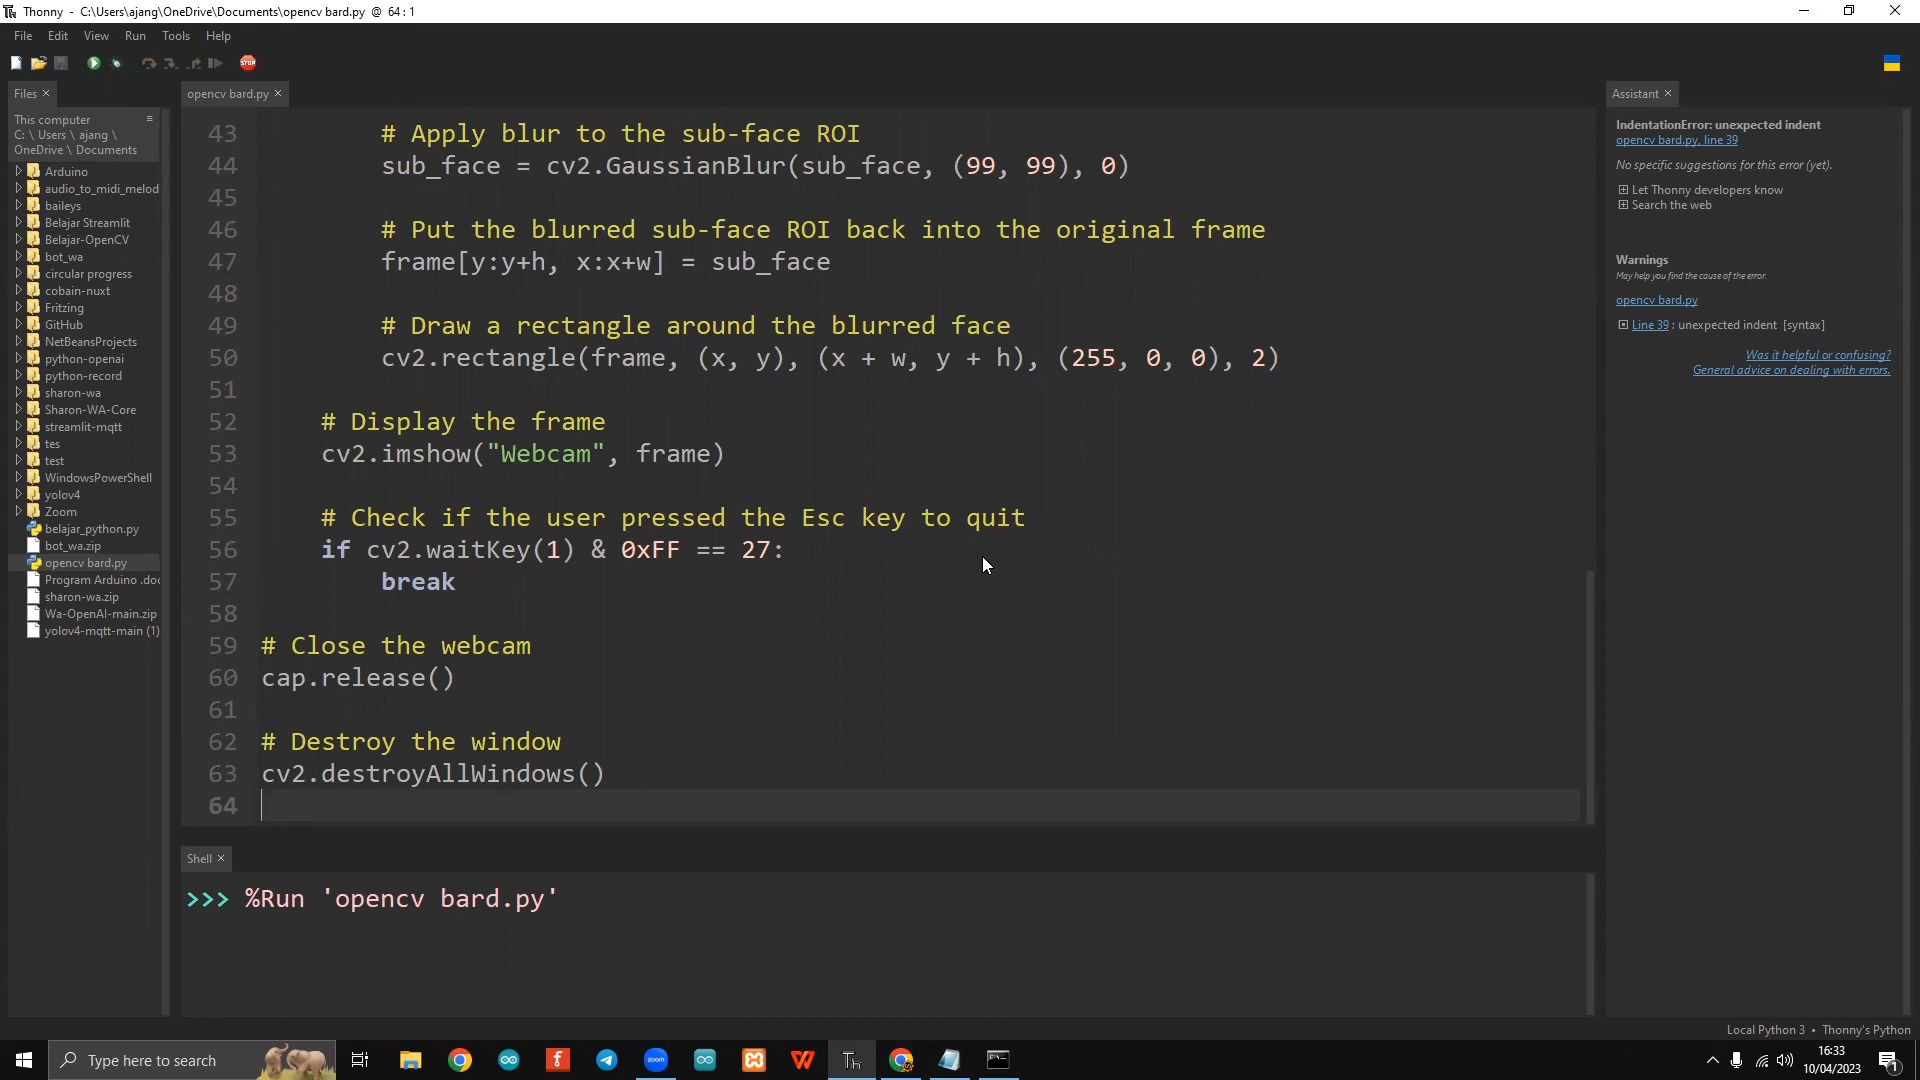 Thonny - C:\Users\ajang\OneDrive\Documents\opencv bard.py @ 64 : 1
File Edit View Run Tools Help
STOP
Files ×
This computer
C: \ Users \ ajang \
OneDrive \ Documents
Arduino
audio_to_midi_melod
baileys
Belajar Streamlit
Belajar-OpenCV
bot_wa
circular progress
cobain-nuxt
Fritzing
GitHub
NetBeansProjects
python-openai
python-record
sharon-wa
Sharon-WA-Core
streamlit-mqtt
tes
test
WindowsPowerShell
yolov4
Zoom
belajar_python.py
bot_wa.zip
opencv bard.py
Program Arduino .doc
sharon-wa.zip
Wa-OpenAI-main.zip
yolov4-mqtt-main (1)
opencv bard.py ×
43 # Apply blur to the sub-face ROI
44 sub_face = cv2.GaussianBlur(sub_face, (99, 99), 0)
45
46 # Put the blurred sub-face ROI back into the original frame
47 frame[y:y+h, x:x+w] = sub_face
48
49 # Draw a rectangle around the blurred face
50 cv2.rectangle(frame, (x, y), (x + w, y + h), (255, 0, 0), 2)
51
52 # Display the frame
53 cv2.imshow("Webcam", frame)
54
55 # Check if the user pressed the Esc key to quit
56 if cv2.waitKey(1) & 0xFF == 27:
57 break
58
59 # Close the webcam
60 cap.release()
61
62 # Destroy the window
63 cv2.destroyAllWindows()
64
Shell ×
>>> %Run 'opencv bard.py'
Assistant ×
IndentationError: unexpected indent
opencv bard.py, line 39
No specific suggestions for this error (yet).
Let Thonny developers know
Search the web
Warnings
May help you find the cause of the error.
opencv bard.py
Line 39 : unexpected indent [syntax]
Was it helpful or confusing?
General advice on dealing with errors.
Local Python 3 • Thonny's Python
Type here to search
zoom
Th
16:33
10/04/2023
1